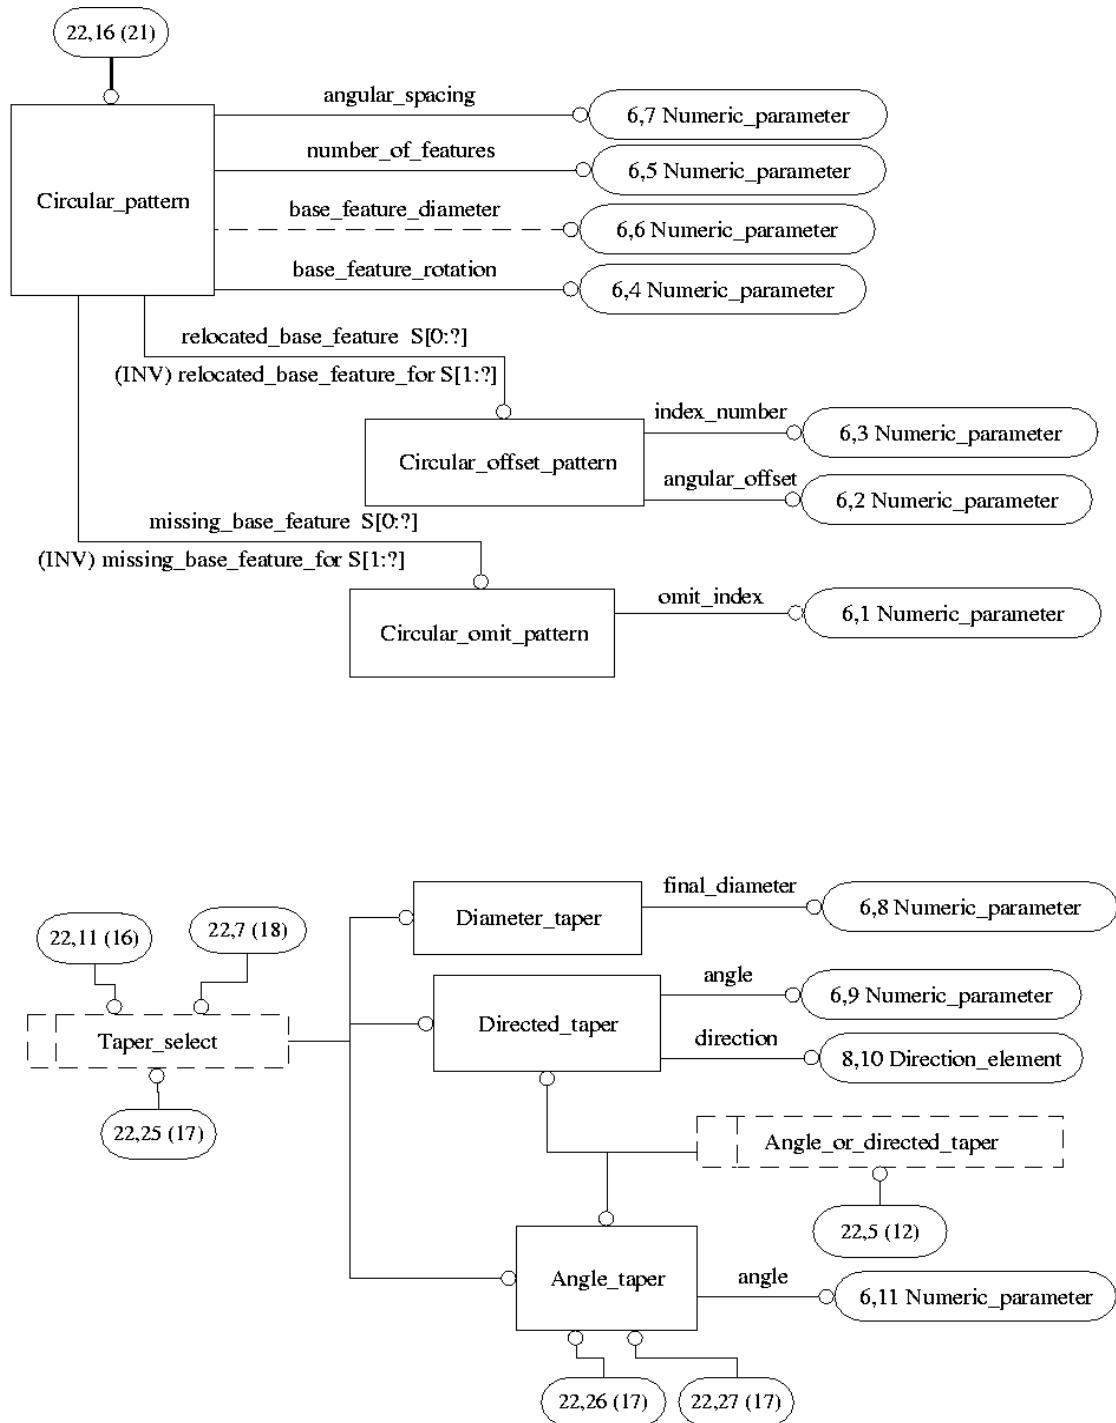 22,16 (21)
angular_spacing
6,7 Numeric_parameter
number_of_features
6,5 Numeric_parameter
Circular_pattern
base_feature_diameter
6,6 Numeric_parameter
base_feature_rotation
6,4 Numeric_parameter
relocated_base_feature S[0:?]
(INV) relocated_base_feature_for S[1:?]
index_number
6,3 Numeric_parameter
Circular_offset_pattern
angular_offset
6,2 Numeric_parameter
missing_base_feature S[0:?]
(INV) missing_base_feature_for S[1:?]
omit_index
6,1 Numeric_parameter
Circular_omit_pattern
final_diameter
6,8 Numeric_parameter
Diameter_taper
22,11 (16)
22,7 (18)
angle
6,9 Numeric_parameter
Directed_taper
Taper_select
direction
8,10 Direction_element
22,25 (17)
Angle_or_directed_taper
22,5 (12)
Angle_taper
angle
6,11 Numeric_parameter
22,26 (17)
22,27 (17)